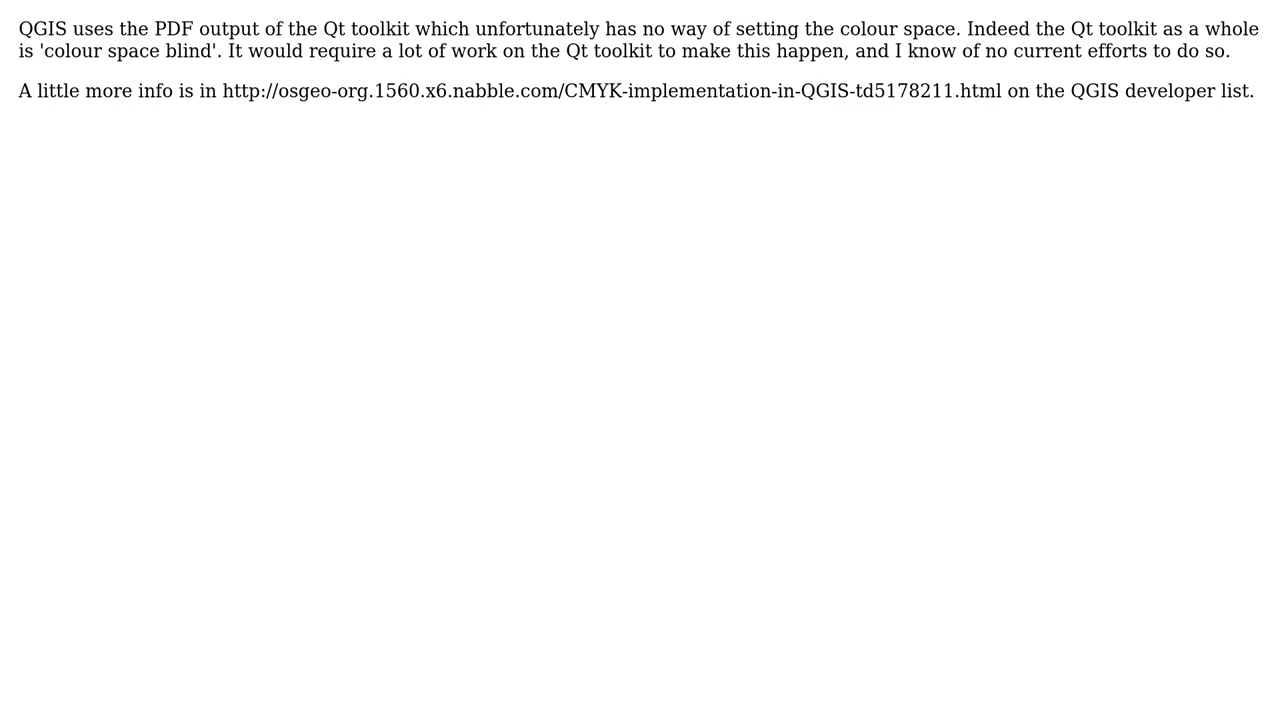 QGIS uses the PDF output of the Qt toolkit which unfortunately has no way of setting the colour space. Indeed the Qt toolkit as a whole
is 'colour space blind'. It would require a lot of work on the Qt toolkit to make this happen, and I know of no current efforts to do so.
A little more info is in http://osgeo-org.1560.x6.nabble.com/CMYK-implementation-in-QGIS-td5178211.html on the QGIS developer list.